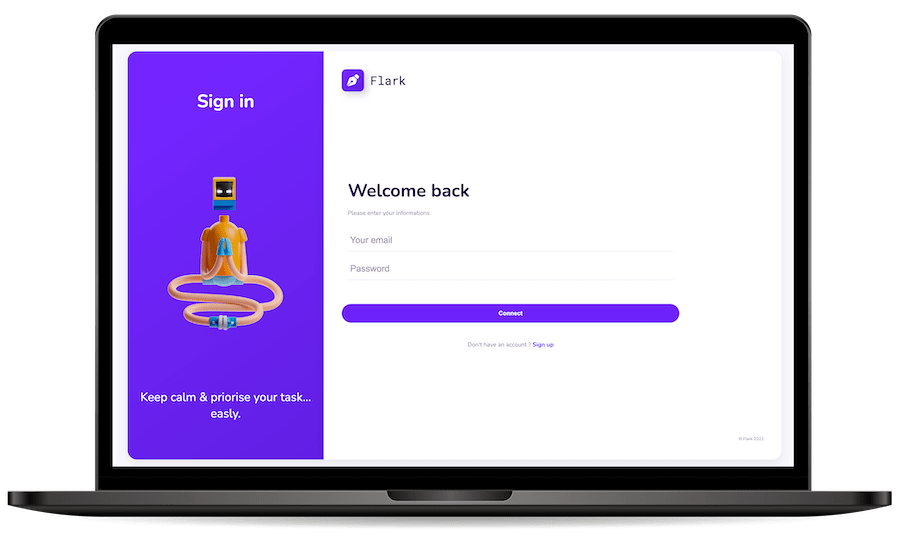 Sign in
Keep calm & priorise your task...
easly.
Flark
Welcome back
Please enter your informations
Your email
Password
Connect
Don't have an account ? Sign up
© Flark 2023